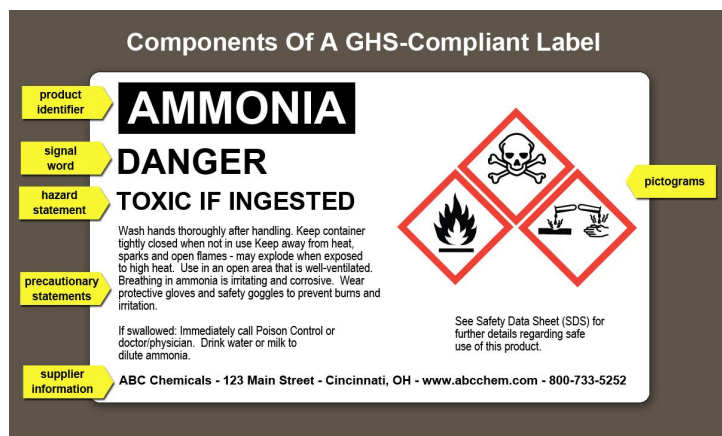 Components Of A GHS-Compliant Label
product
identifier
AMMONIA
signal
word
DANGER
hazard
statement
TOXIC IF INGESTED
pictograms
precautionary
statements
Wash hands thoroughly after handling. Keep container
tightly closed when not in use Keep away from heat,
sparks and open flames - may explode when exposed
to high heat. Use in an open area that is well-ventilated.
Breathing in ammonia is irritating and corrosive. Wear
protective gloves and safety goggles to prevent burns and
irritation.
If swallowed: Immediately call Poison Control or
doctor/physician. Drink water or milk to
dilute ammonia.
See Safety Data Sheet (SDS) for
further details regarding safe
use of this product.
supplier
information
ABC Chemicals - 123 Main Street - Cincinnati, OH - www.abcchem.com - 800-733-5252